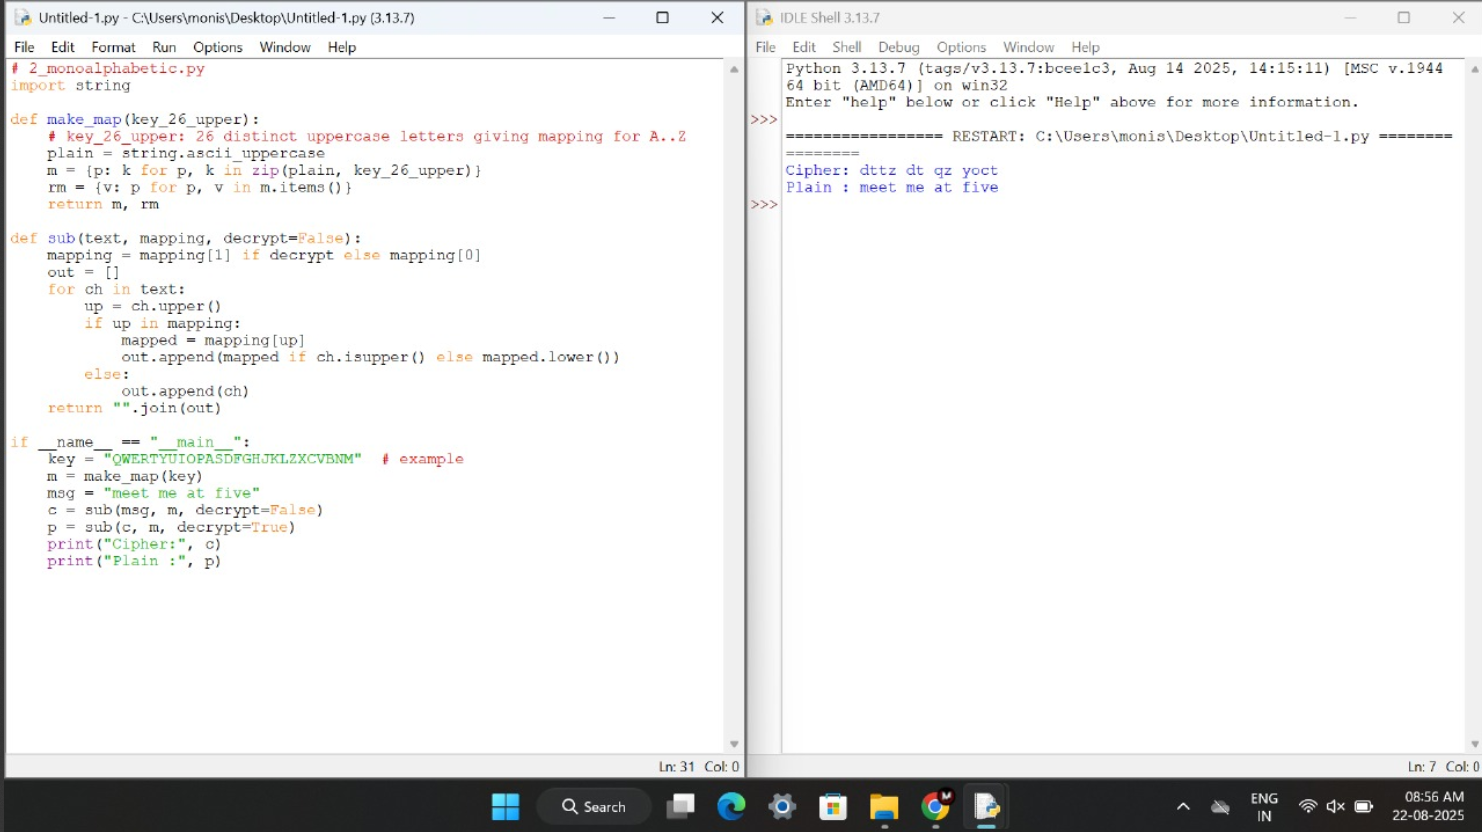 Untitled-1.py - C:\Users\monis\Desktop\Untitled-1.py (3.13.7)
File Edit Format Run Options Window Help
# 2_monoalphabetic.py
import string

def make_map(key_26_upper):
    # key_26_upper: 26 distinct uppercase letters giving mapping for A..Z
    plain = string.ascii_uppercase
    m = {p: k for p, k in zip(plain, key_26_upper)}
    rm = {v: p for p, v in m.items()}
    return m, rm

def sub(text, mapping, decrypt=False):
    mapping = mapping[1] if decrypt else mapping[0]
    out = []
    for ch in text:
        up = ch.upper()
        if up in mapping:
            mapped = mapping[up]
            out.append(mapped if ch.isupper() else mapped.lower())
        else:
            out.append(ch)
    return "".join(out)

if __name__ == "__main__":
    key = "QWERTYUIOPASDFGHJKLZXCVBNM"  # example
    m = make_map(key)
    msg = "meet me at five"
    c = sub(msg, m, decrypt=False)
    p = sub(c, m, decrypt=True)
    print("Cipher:", c)
    print("Plain :", p)
Ln: 31 Col: 0
IDLE Shell 3.13.7
File Edit Shell Debug Options Window Help
Python 3.13.7 (tags/v3.13.7:bcee1c3, Aug 14 2025, 14:15:11) [MSC v.1944
64 bit (AMD64)] on win32
Enter "help" below or click "Help" above for more information.
>>>
================= RESTART: C:\Users\monis\Desktop\Untitled-1.py ========
========
Cipher: dttz dt qz yoct
Plain : meet me at five
>>>
Ln: 7 Col: 0
Search
M
ENG
IN
08:56 AM
22-08-2025